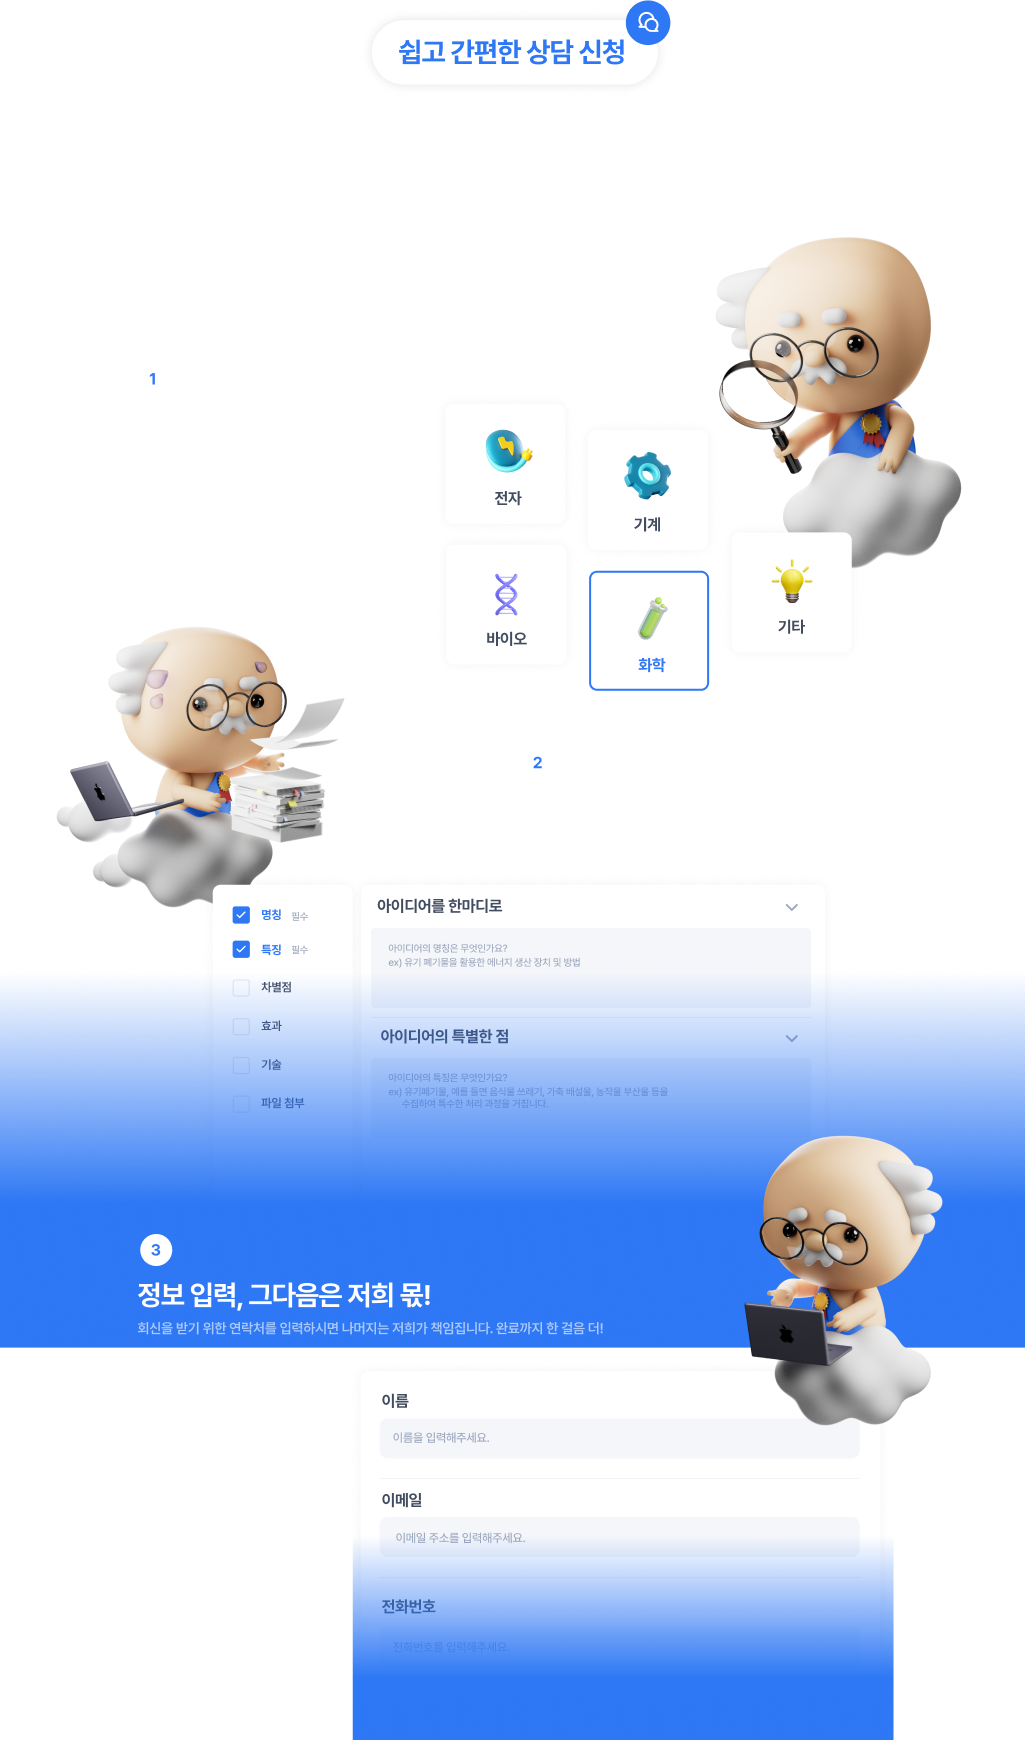 쉽고 간편한 상담 신청
1
전자
기계
바이오
화학
기타
2
명칭 필수
특징 필수
차별점
효과
기술
파일 첨부
아이디어를 한마디로
아이디어의 명칭은 무엇인가요?
ex) 유기 폐기물을 활용한 에너지 생산 장치 및 방법
아이디어의 특별한 점
아이디어의 특징은 무엇인가요?
ex) 유기폐기물, 예를 들면 음식물 쓰레기, 가축 배설물, 농작물 부산물 등을
수집하여 특수한 처리 과정을 거칩니다.
3
정보 입력, 그다음은 저희 몫!
회신을 받기 위한 연락처를 입력하시면 나머지는 저희가 책임집니다. 완료까지 한 걸음 더!
이름
이름을 입력해주세요.
이메일
이메일 주소를 입력해주세요.
전화번호
전화번호를 입력해주세요.